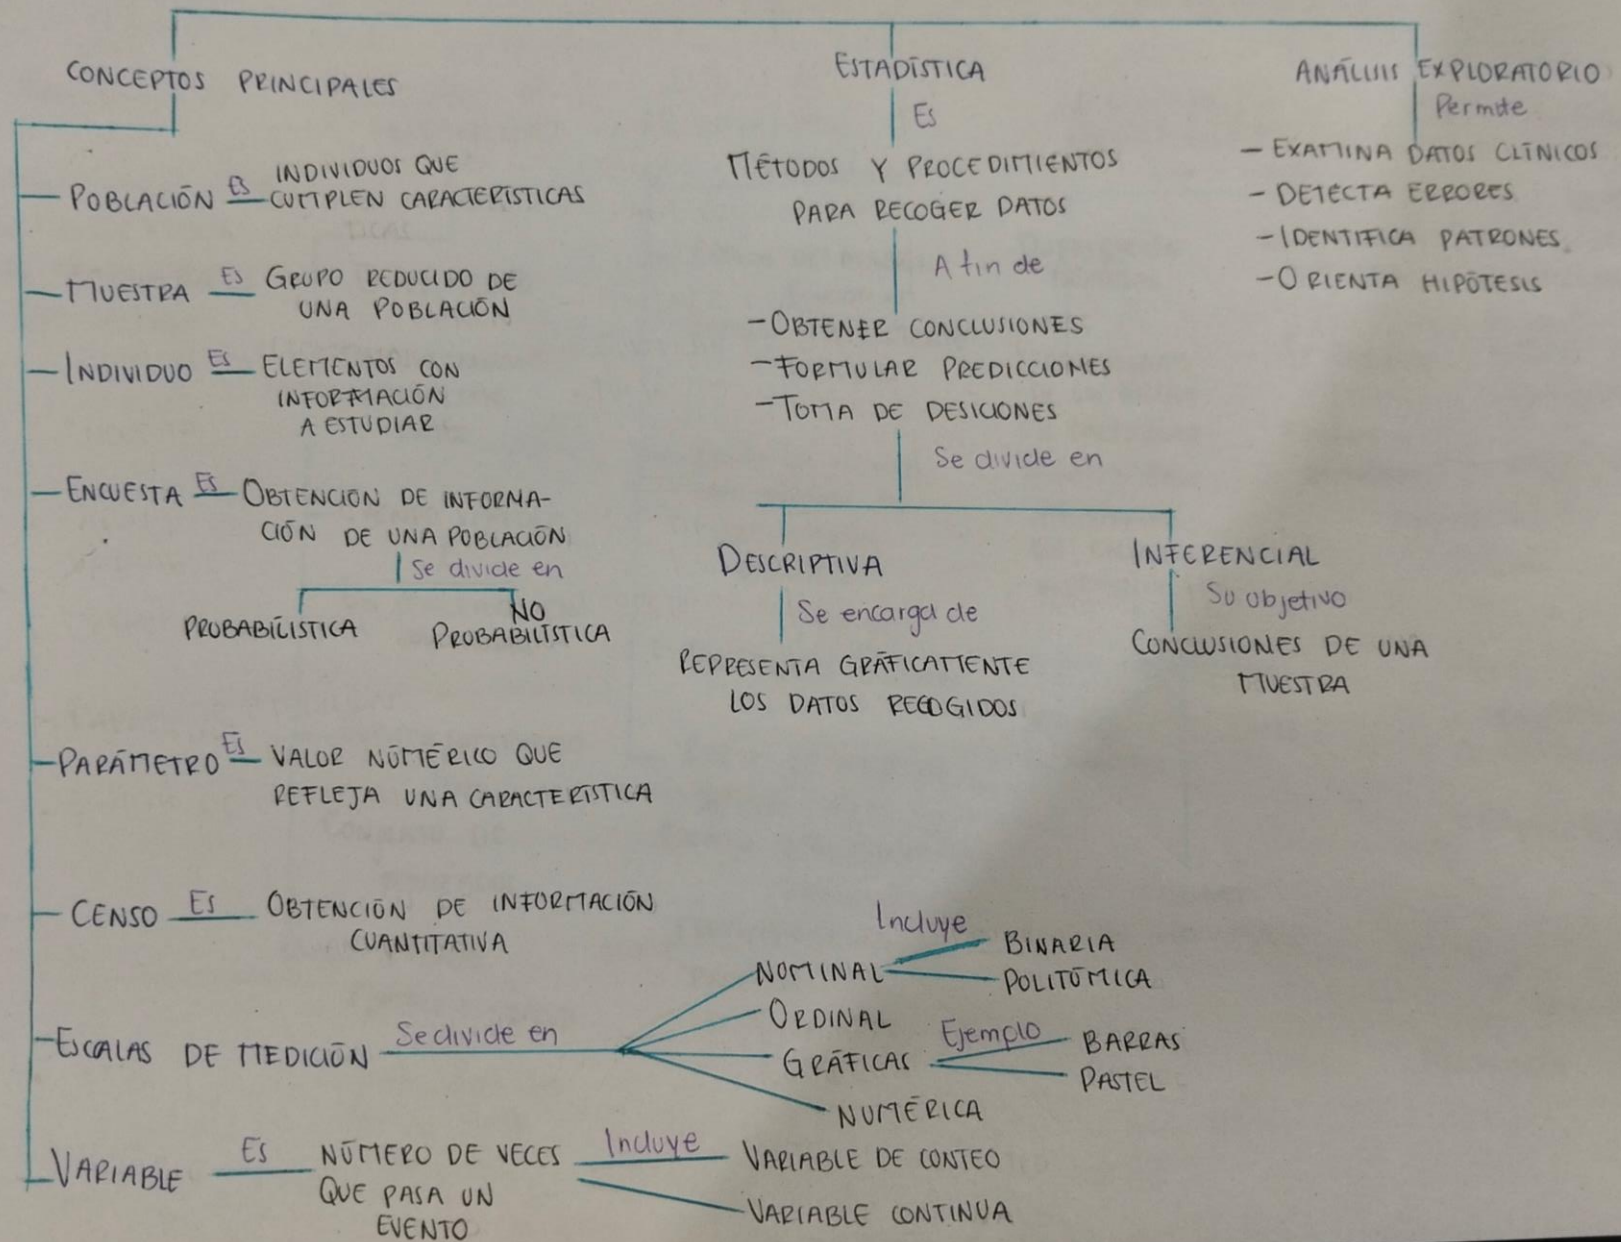 CONCEPTOS PRINCIPALES
POBLACIÓN Es INDIVIDUOS QUE
CUMPLEN CARACTERÍSTICAS
MUESTRA Es GRUPO REDUCIDO DE
UNA POBLACIÓN
INDIVIDUO Es ELEMENTOS CON
INFORMACIÓN
A ESTUDIAR
ENCUESTA Es OBTENCION DE INFORMA-
CIÓN DE UNA POBLACIÓN
Se divide en
PROBABILÍSTICA
NO
PROBABILÍSTICA
PARÁMETRO Es VALOR NÚMÉRICO QUE
REFLEJA UNA CARACTERÍSTICA
CENSO Es OBTENCIÓN DE INFORMACIÓN
CUANTITATIVA
ESCALAS DE MEDICIÓN Se divide en
NOMINAL Incluye BINARIA
POLITÓMICA
ORDINAL
GRÁFICAS Ejemplo BARRAS
PASTEL
NUMÉRICA
VARIABLE Es NÚMERO DE VECES
QUE PASA UN
EVENTO
Incluye VARIABLE DE CONTEO
VARIABLE CONTINUA
ESTADÍSTICA
Es
MÉTODOS Y PROCEDIMIENTOS
PARA RECOGER DATOS
A fin de
-OBTENER CONCLUSIONES
-FORMULAR PREDICCIONES
-TOMA DE DESICIONES
Se divide en
DESCRIPTIVA
Se encarga de
REPRESENTA GRÁFICAMENTE
LOS DATOS RECOGIDOS
INFERENCIAL
Su objetivo
CONCLUSIONES DE UNA
MUESTRA
ANÁLISIS EXPLORATORIO
Permite
- EXAMINA DATOS CLÍNICOS
- DETECTA ERRORES
- IDENTIFICA PATRONES
- ORIENTA HIPÓTESIS